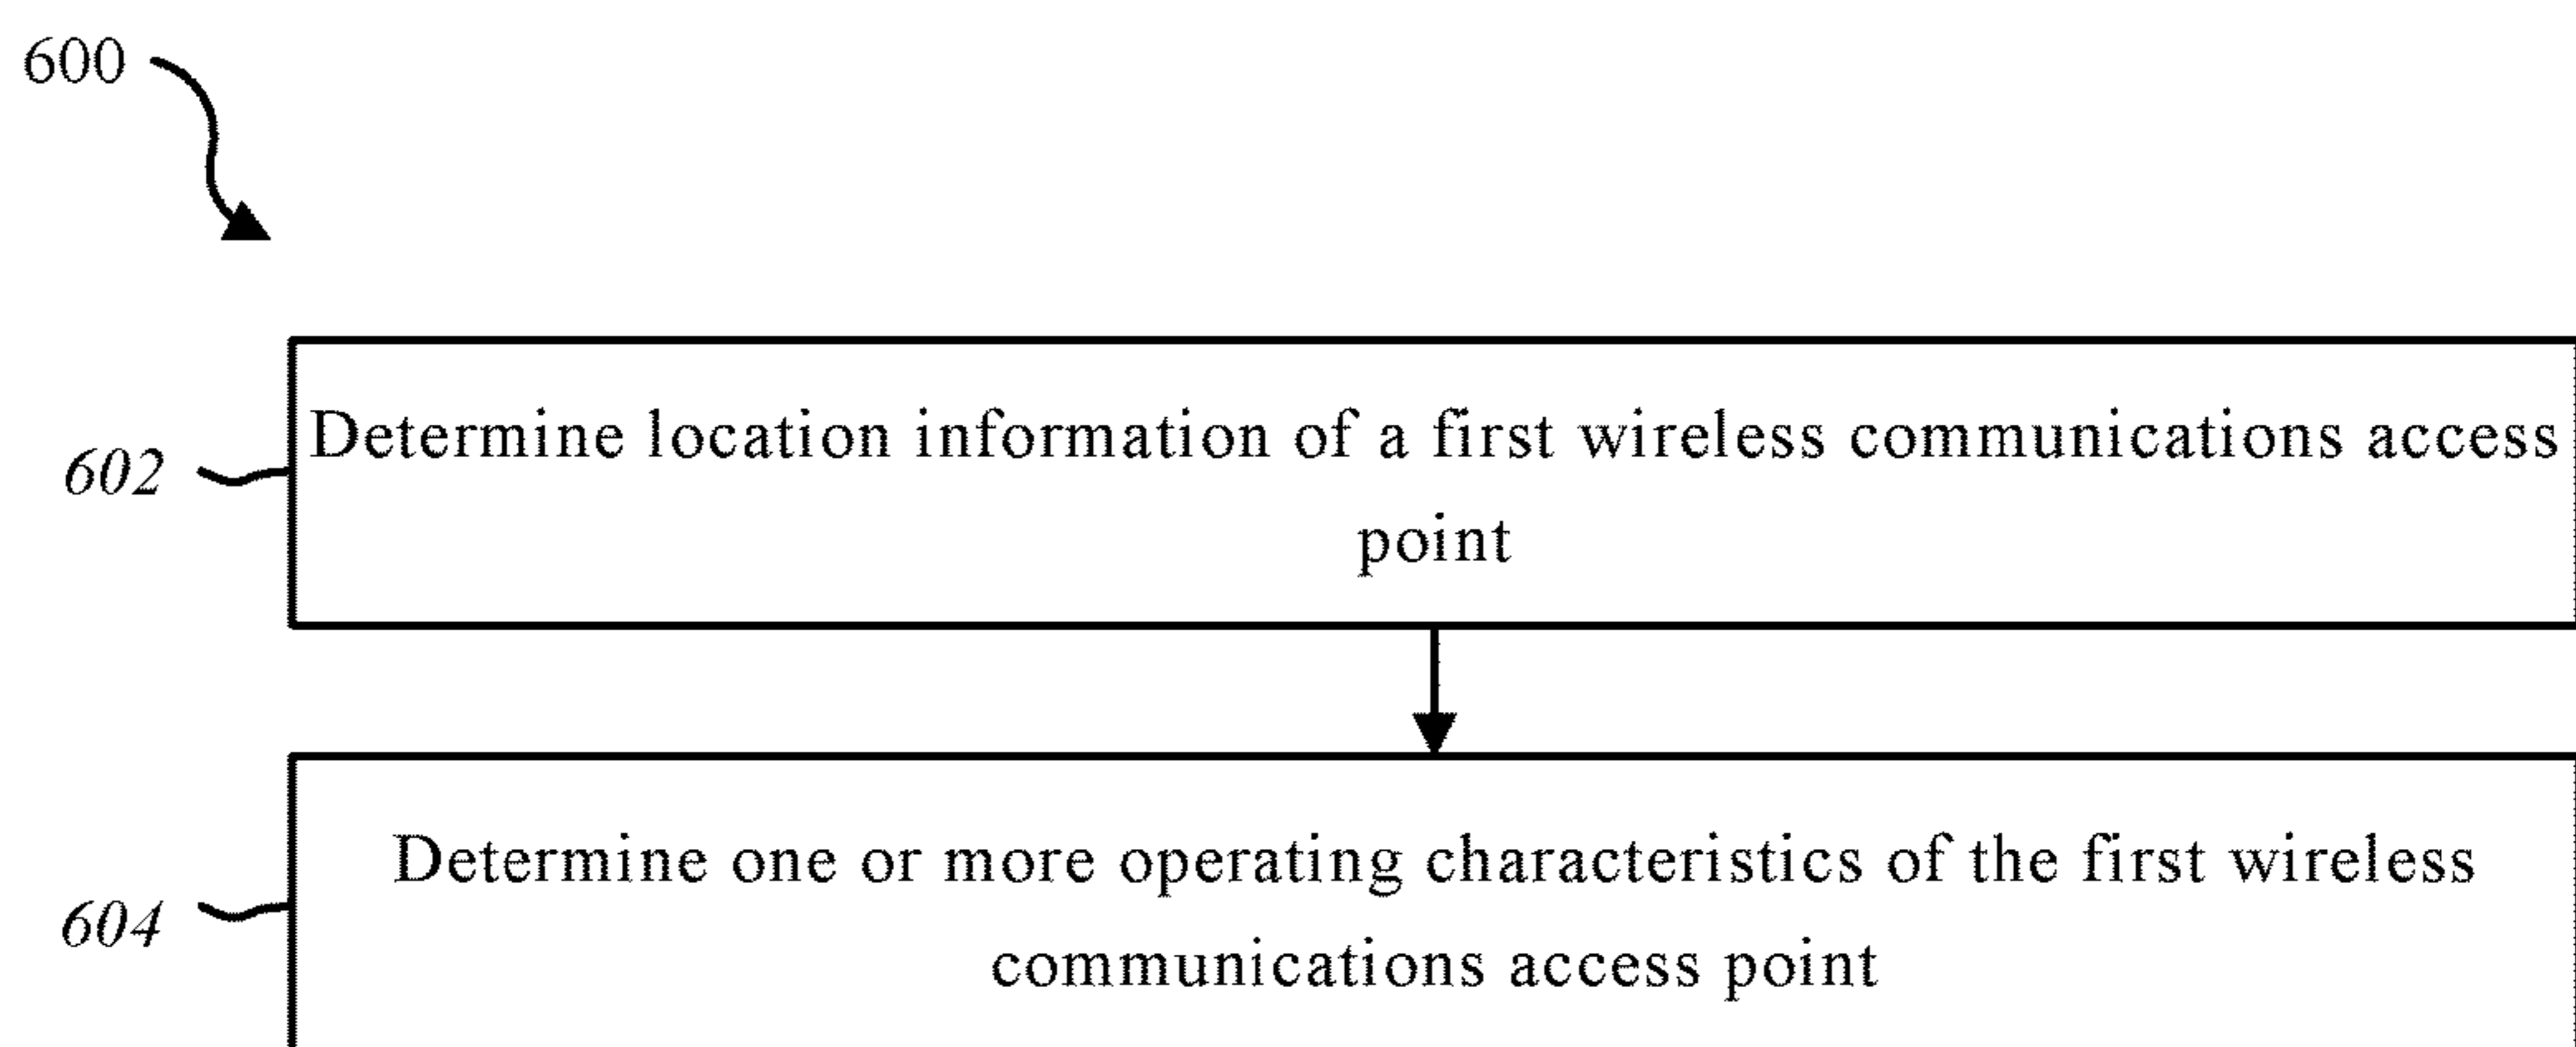 600
602
Determine location information of a first wireless communications access
point
604
Determine one or more operating characteristics of the first wireless
communications access point